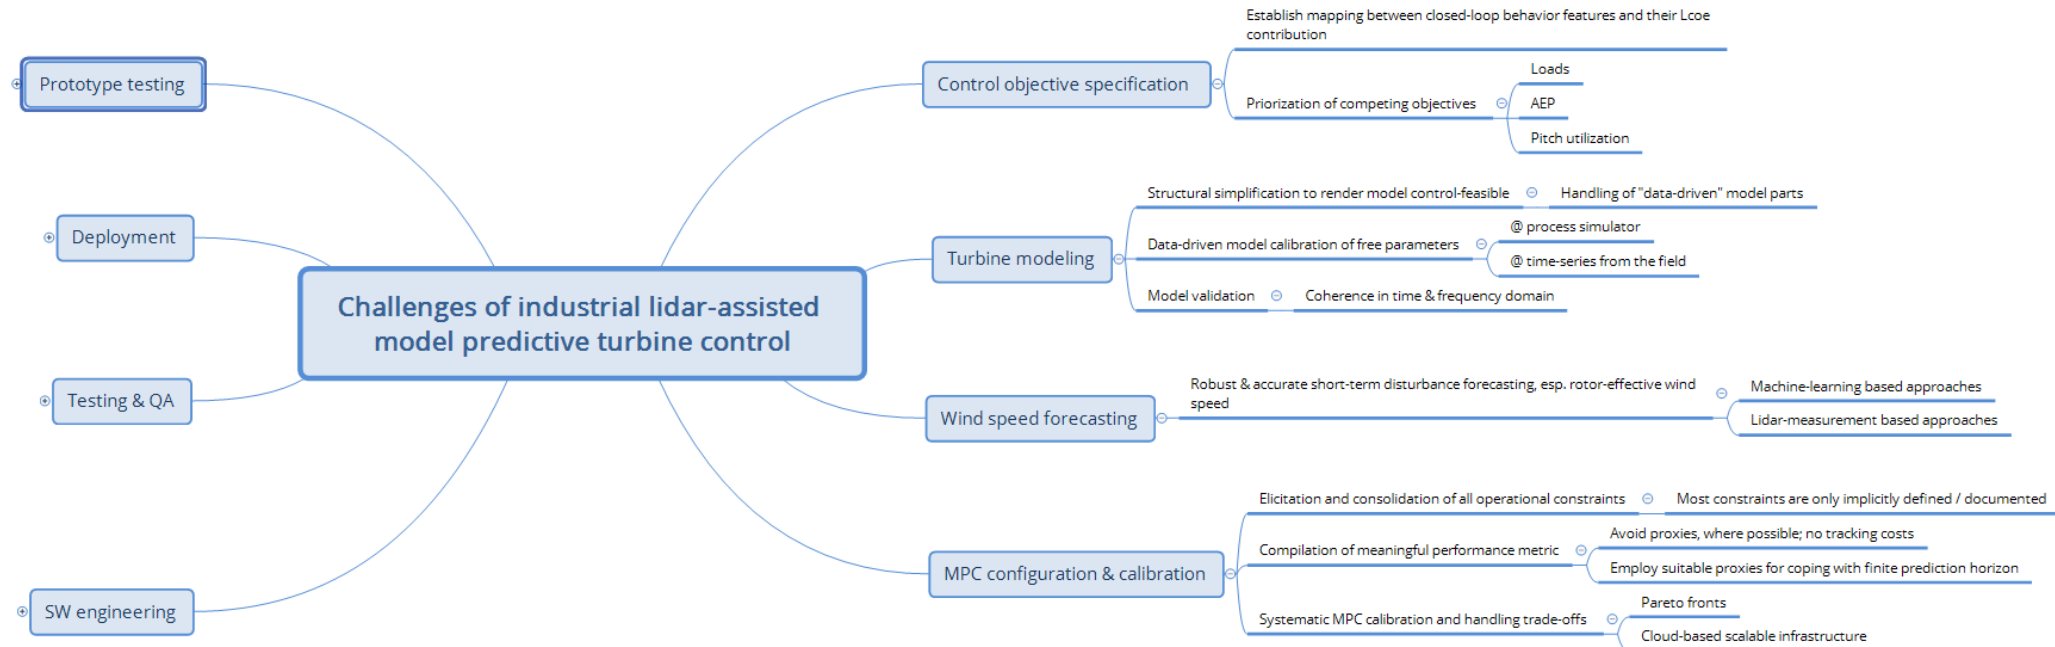 Challenges of industrial lidar-assisted
model predictive turbine control
Prototype testing
Deployment
Testing & QA
SW engineering
Control objective specification
Establish mapping between closed-loop behavior features and their Lcoe
contribution
Priorization of competing objectives
Loads
AEP
Pitch utilization
Turbine modeling
Structural simplification to render model control-feasible
Handling of "data-driven" model parts
Data-driven model calibration of free parameters
@ process simulator
@ time-series from the field
Model validation
Coherence in time & frequency domain
Wind speed forecasting
Robust & accurate short-term disturbance forecasting, esp. rotor-effective wind
speed
Machine-learning based approaches
Lidar-measurement based approaches
MPC configuration & calibration
Elicitation and consolidation of all operational constraints
Most constraints are only implicitly defined / documented
Compilation of meaningful performance metric
Avoid proxies, where possible; no tracking costs
Employ suitable proxies for coping with finite prediction horizon
Systematic MPC calibration and handling trade-offs
Pareto fronts
Cloud-based scalable infrastructure